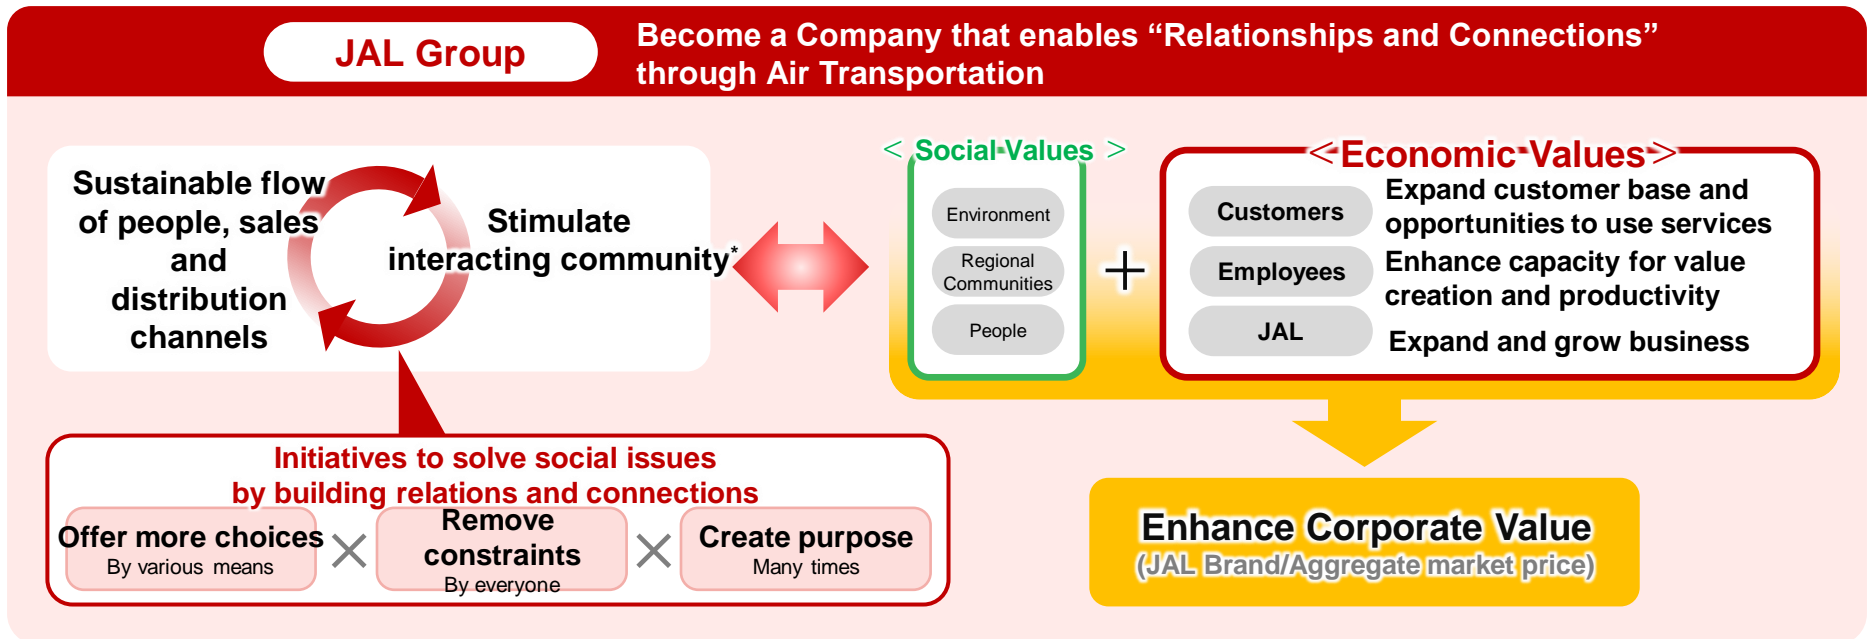 JAL Group
Become a Company that enables “Relationships and Connections”
through Air Transportation
Sustainable flow
of people, sales
and
distribution
channels
Stimulate
interacting community*
< Social Values >
Environment
Regional
Communities
People
+
<Economic Values>
Customers
Expand customer base and
opportunities to use services
Employees
Enhance capacity for value
creation and productivity
JAL
Expand and grow business
Initiatives to solve social issues
by building relations and connections
Offer more choices
By various means
×
Remove
constraints
By everyone
×
Create purpose
Many times
Enhance Corporate Value
(JAL Brand/Aggregate market price)